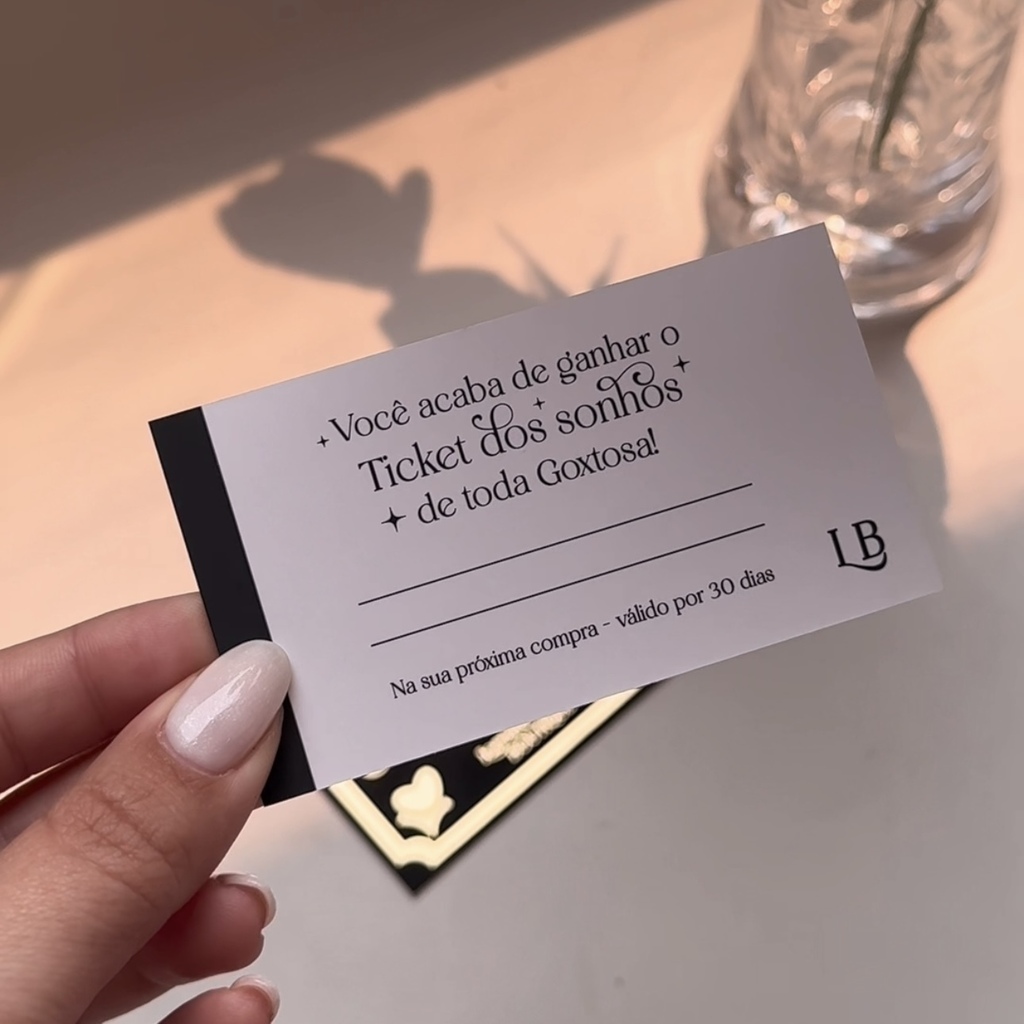 Você acaba de ganhar o
Ticket dos sonhos
de toda Goxtosa!
Na sua próxima compra - válido por 30 dias
LB